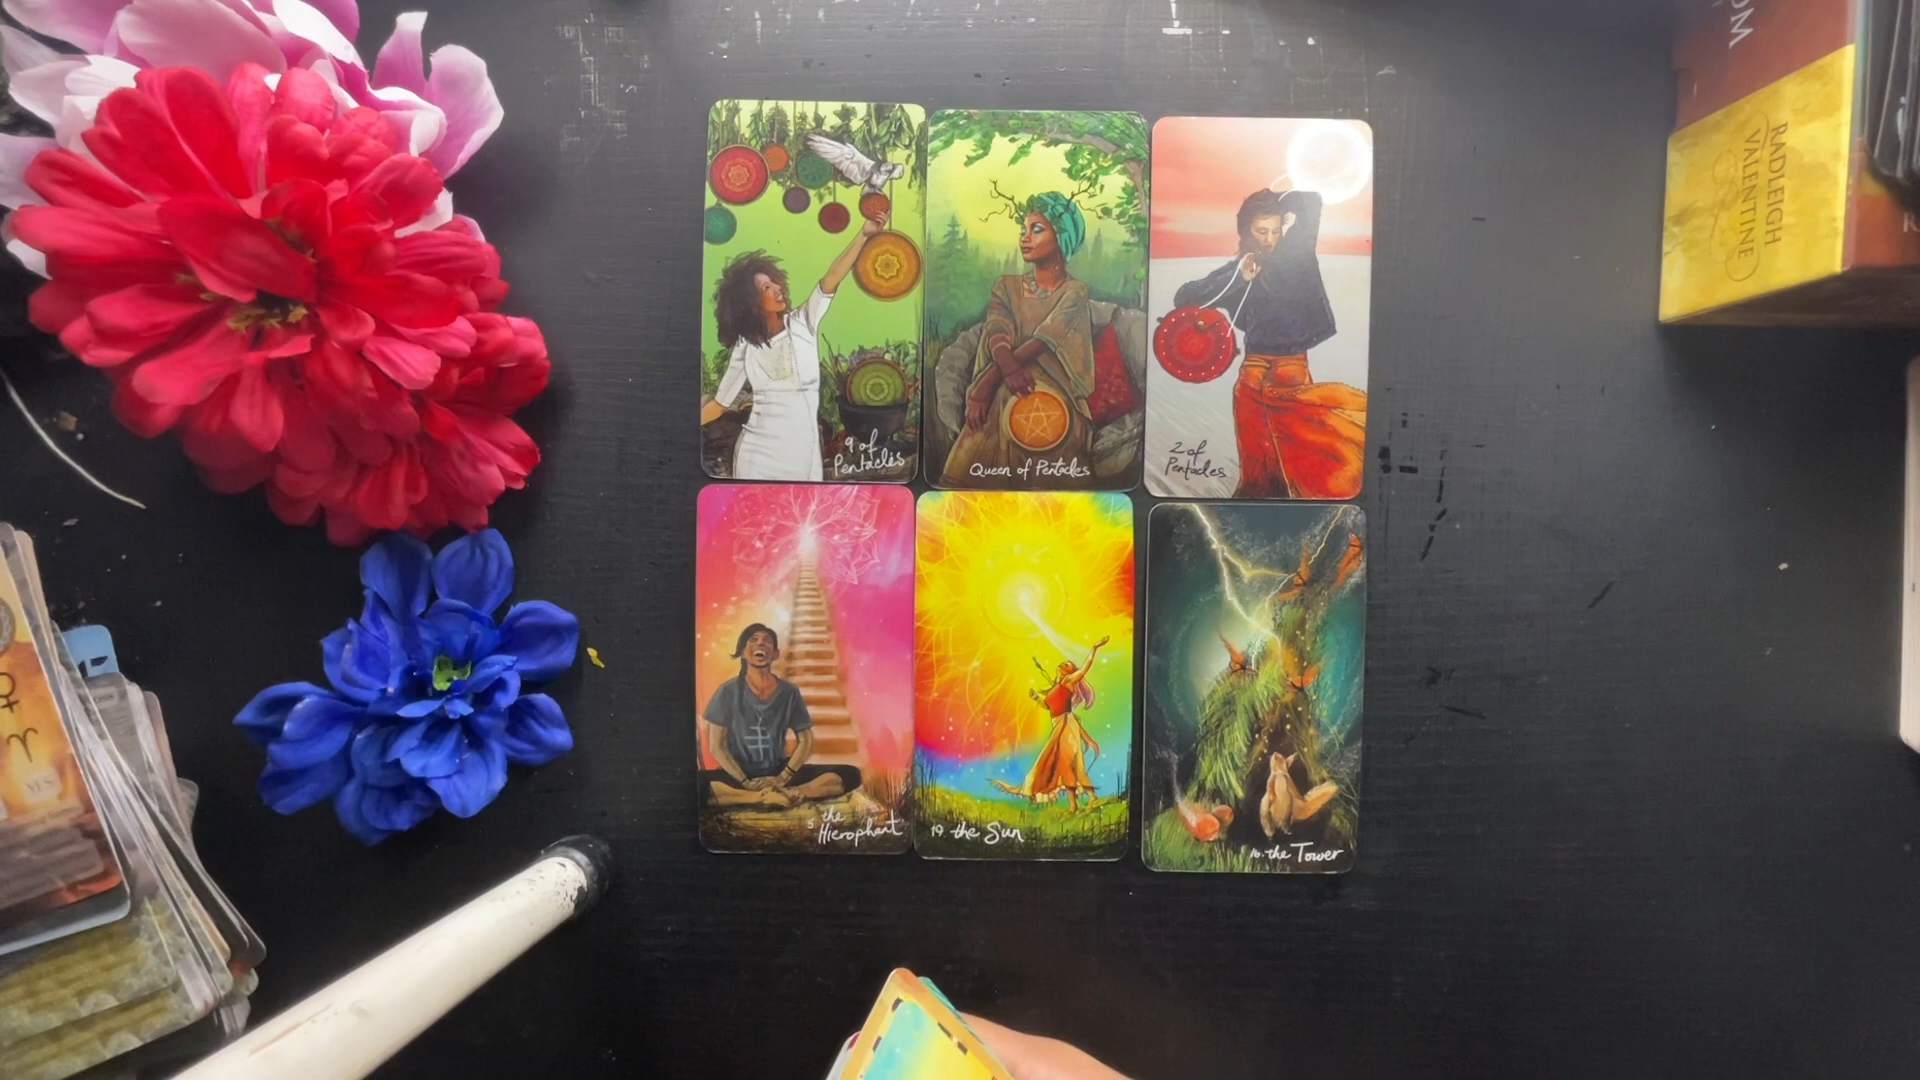 9 of
Pentacles
Queen of Pentacles
2 of
Pentacles
5 the
Hierophant
19 the Sun
16. the Tower
RADLEIGH
VALENTINE
YES